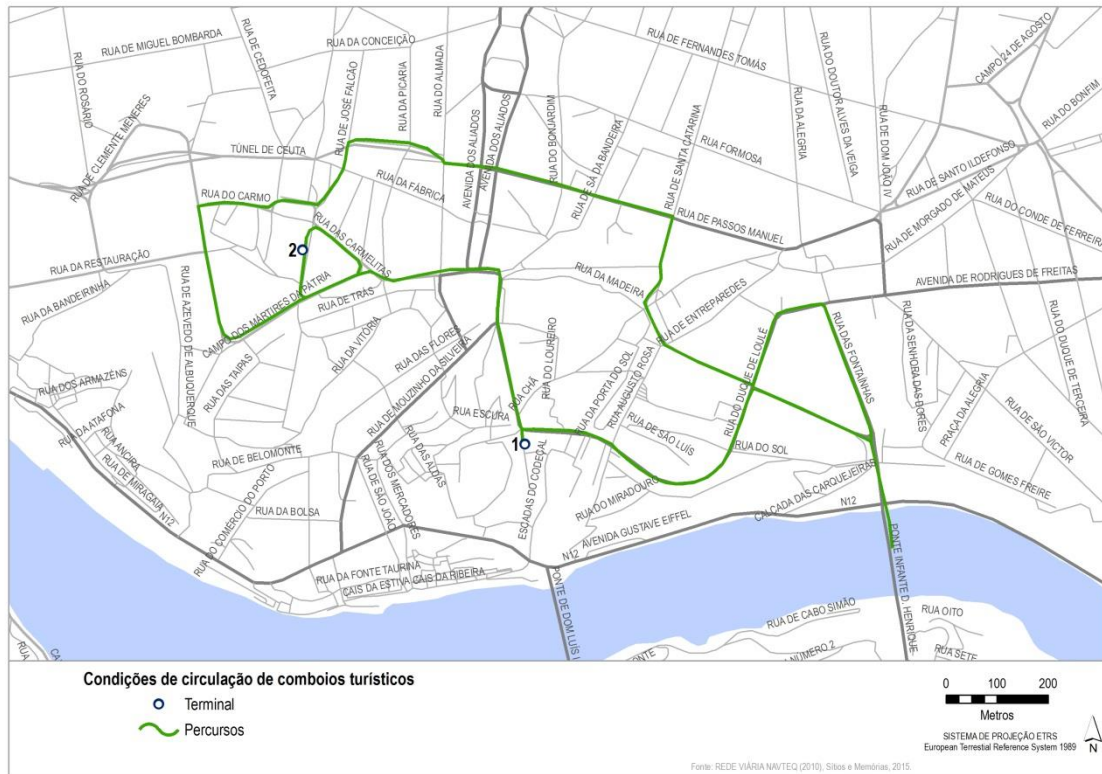 RUA DE MIGUEL BOMBARDA
RUA DO ROSÁRIO
RUA DE CEDOFEITA
RUA DA CONCEIÇÃO
RUA DE JOSÉ FALCÃO
RUA DA PICARIA
RUA DO ALMADA
AVENIDA DOS ALIADOS
AVENIDA DOS ALIADOS
RUA DO BONJARDIM
RUA DE SÁ DA BANDEIRA
RUA DE FERNANDES TOMÁS
RUA DE SANTA CATARINA
RUA FORMOSA
RUA DA ALEGRIA
RUA DO DOUTOR ALVES DA VEIGA
RUA DE DOM JOÃO IV
CAMPO 24 DE AGOSTO
RUA DO BONFIM
RUA DE SANTO ILDEFONSO
RUA DE MORGADO DE MATEUS
RUA DO CONDE DE FERREIRA
RUA DE CLEMENTE MENERES
TÚNEL DE CEUTA
RUA DA FÁBRICA
RUA DO CARMO
RUA DAS CARMELITAS
RUA DE PASSOS MANUEL
2
RUA DA RESTAURAÇÃO
RUA DA BANDEIRINHA
RUA DE AZEVEDO DE ALBUQUERQUE
CAMPO DOS MÁRTIRES DA PÁTRIA
RUA DE TRÁS
RUA DA VITÓRIA
RUA DAS TAIPAS
RUA DAS FLORES
RUA DE MOUZINHO DA SILVEIRA
RUA DA MADEIRA
RUA DE ENTREPAREDES
AVENIDA DE RODRIGUES DE FREITAS
RUA DO LOUREIRO
RUA CHÃ
RUA ESCURA
1
RUA DA PORTA DO SOL
RUA AUGUSTO ROSA
RUA DE SÃO LUÍS
RUA DO DUQUE DE LOULÉ
RUA DO SOL
RUA DAS FONTAÍNHAS
RUA DA SENHORA DAS DORES
PRAÇA DA ALEGRIA
RUA DE SÃO VICTOR
RUA DO DUQUE DE TERCEIRA
RUA DE GOMES FREIRE
RUA DOS ARMAZÉNS
RUA DA ATAFONA
RUA ANCIRA
RUA DE MIRAGAIA
N12
RUA DE BELOMONTE
RUA DO COMÉRCIO DO PORTO
RUA DA BOLSA
RUA DE SÃO JOÃO
RUA DOS MERCADORES
RUA DAS ALDAS
ESCADAS DO CODEÇAL
RUA DO MIRADOURO
AVENIDA GUSTAVE EIFFEL
N12
CALÇADA DAS CARQUEJEIRAS
N12
RUA DA FONTE TAURINA
CAIS DA ESTIVA
CAIS DA RIBEIRA
PONTE DE DOM LUÍS I
PONTE INFANTE D. HENRIQUE
RUA DE CABO SIMÃO
NÚMERO 2
RUA OITO
RUA SETE
Condições de circulação de comboios turísticos
Terminal
Percursos
0 100 200
Metros
SISTEMA DE PROJEÇÃO ETRS
European Terrestial Reference System 1989
N
Fonte: REDE VIÁRIA NAVTEQ (2010), Sítios e Memórias, 2015.